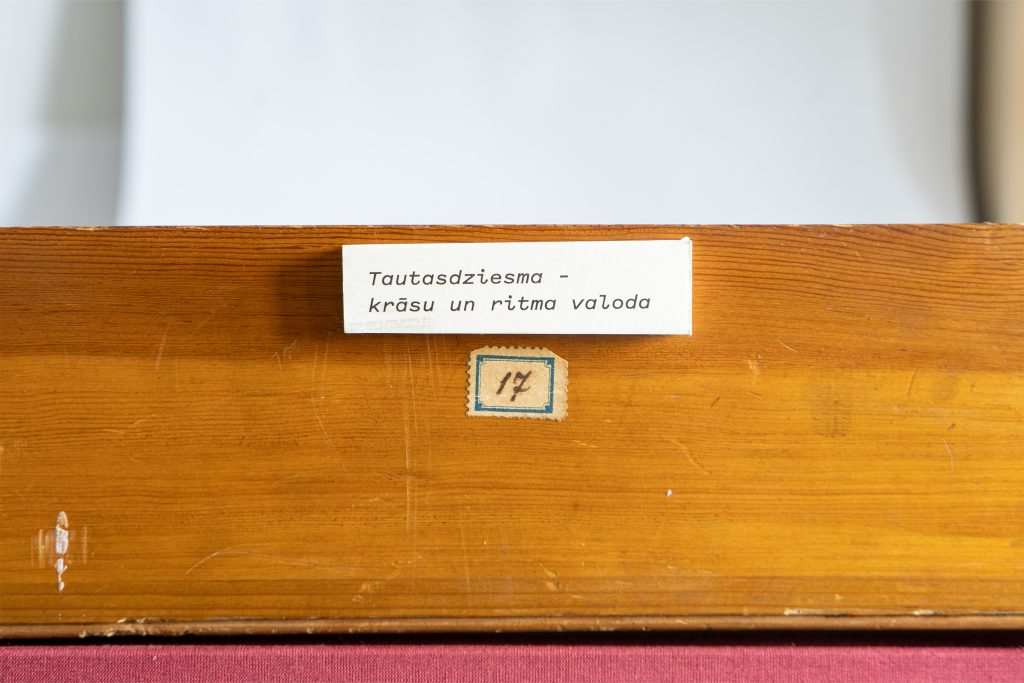 Tautasdziesma -
krāsu un ritma valoda
17